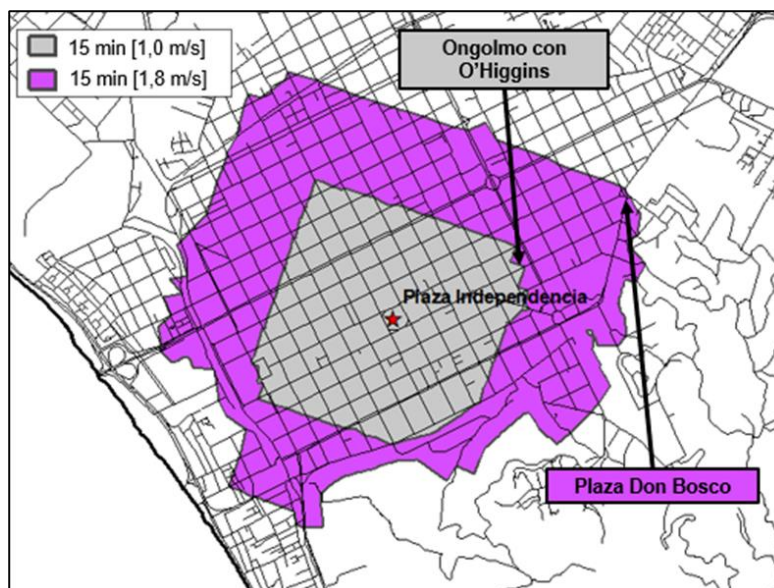 15 min [1,0 m/s]
15 min [1,8 m/s]
Ongolmo con
O'Higgins
Plaza Independencia
Plaza Don Bosco